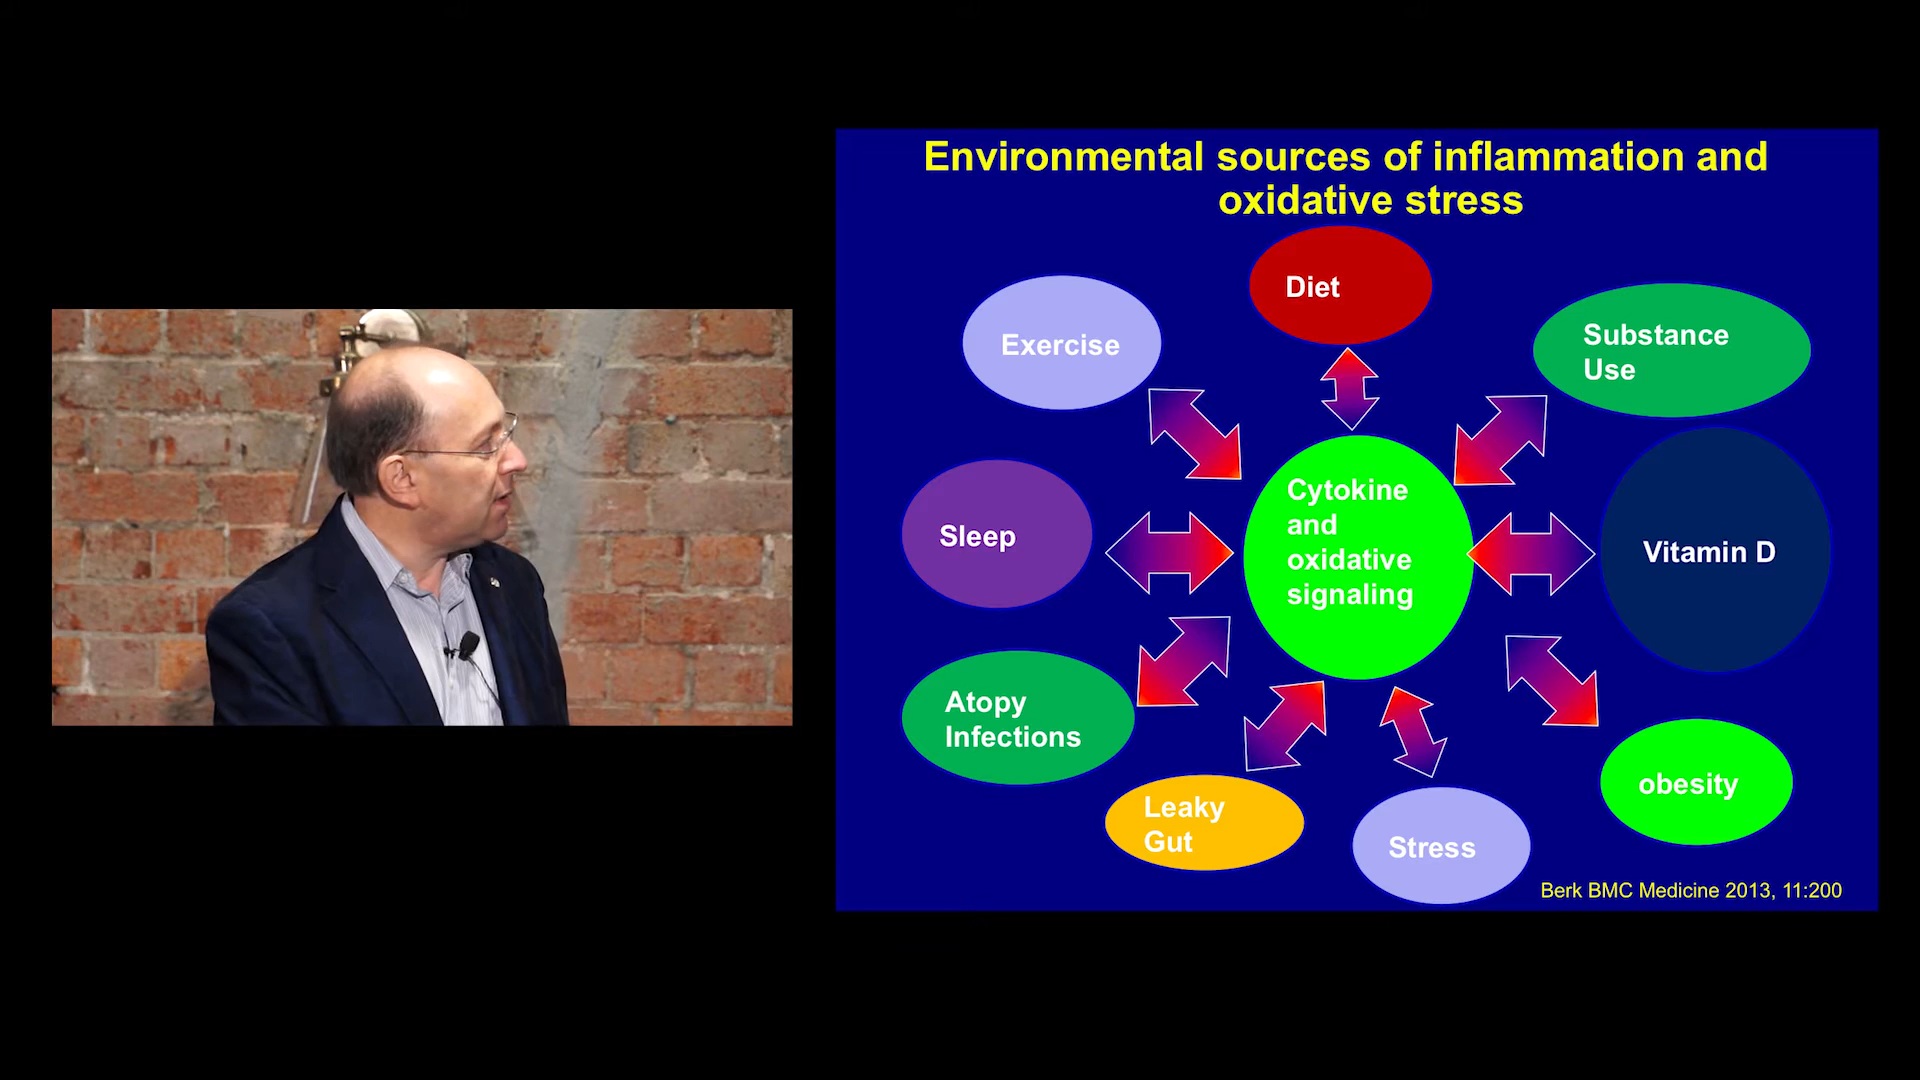 Environmental sources of inflammation and
oxidative stress
Diet
Exercise
Substance
Use
Cytokine
and
oxidative
signaling
Sleep
Vitamin D
Atopy
Infections
Leaky
Gut
Stress
obesity
Berk BMC Medicine 2013, 11:200